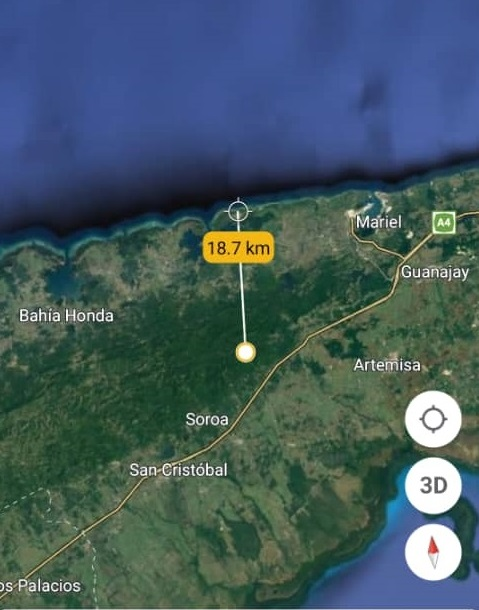 Mariel
A4
18.7 km
Guanajay
Bahía Honda
Artemisa
Soroa
San Cristóbal
3D
os Palacios